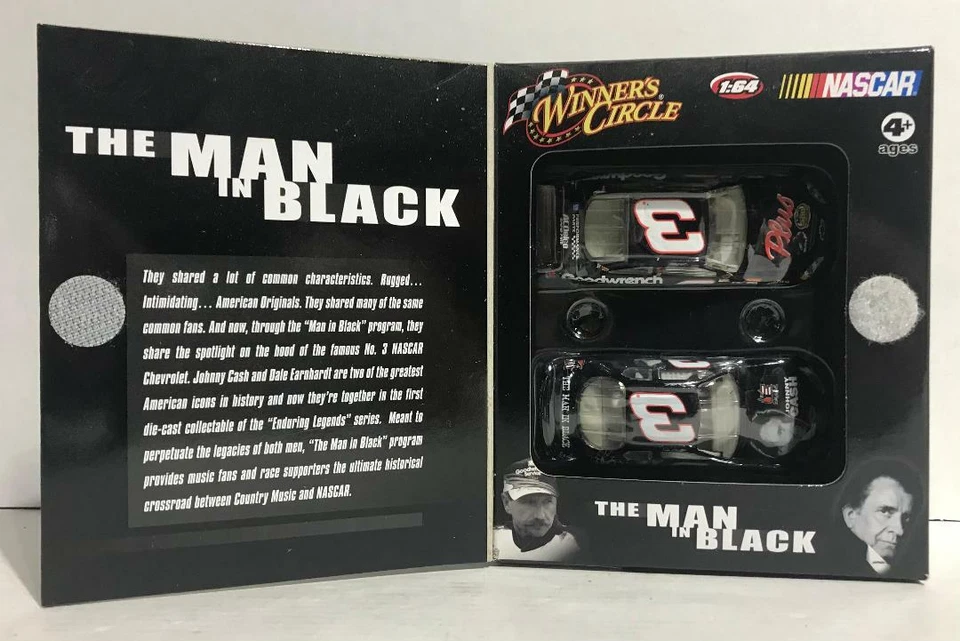 THE MAN
IN BLACK
They shared a lot of common characteristics. Rugged...
Intimidating... American Originals. They shared many of the same
common fans. And now, through the "Man in Black" program, they
share the spotlight on the hood of the famous No. 3 NASCAR
Chevrolet. Johnny Cash and Dale Earnhardt are two of the greatest
American icons in history and now they're together in the first
die-cast collectable of the "Enduring Legends" series. Meant to
perpetuate the legacies of both men, "The Man in Black" program
provides music fans and race supporters the ultimate historical
crossroad between Country Music and NASCAR.
WINNER'S
CIRCLE®
1:64
NASCAR
4+
ages
3
Plus
Goodwrench
3
THE MAN IN BLACK
JOHNNY
CASH
Goodwrench
Service
THE MAN
IN BLACK